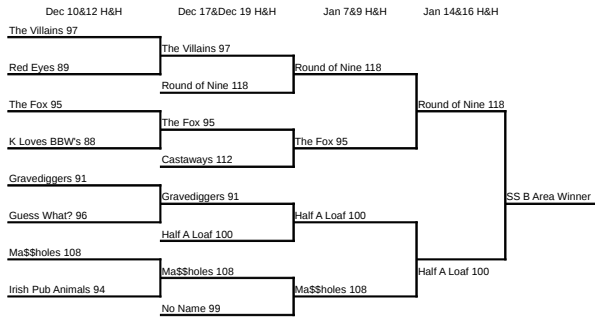 Dec 10&12 H&H
Dec 17&Dec 19 H&H
Jan 7&9 H&H
Jan 14&16 H&H
The Villains 97
The Villains 97
Red Eyes 89
Round of Nine 118
Round of Nine 118
The Fox 95
Round of Nine 118
The Fox 95
K Loves BBW's 88
The Fox 95
Castaways 112
Gravediggers 91
Gravediggers 91
SS B Area Winner
Guess What? 96
Half A Loaf 100
Half A Loaf 100
Ma$$holes 108
Ma$$holes 108
Half A Loaf 100
Irish Pub Animals 94
Ma$$holes 108
No Name 99